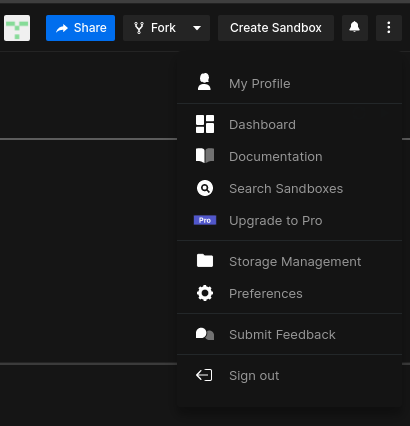 Share
Fork
Create Sandbox
My Profile
Dashboard
Documentation
Search Sandboxes
Pro
Upgrade to Pro
Storage Management
Preferences
Submit Feedback
Sign out